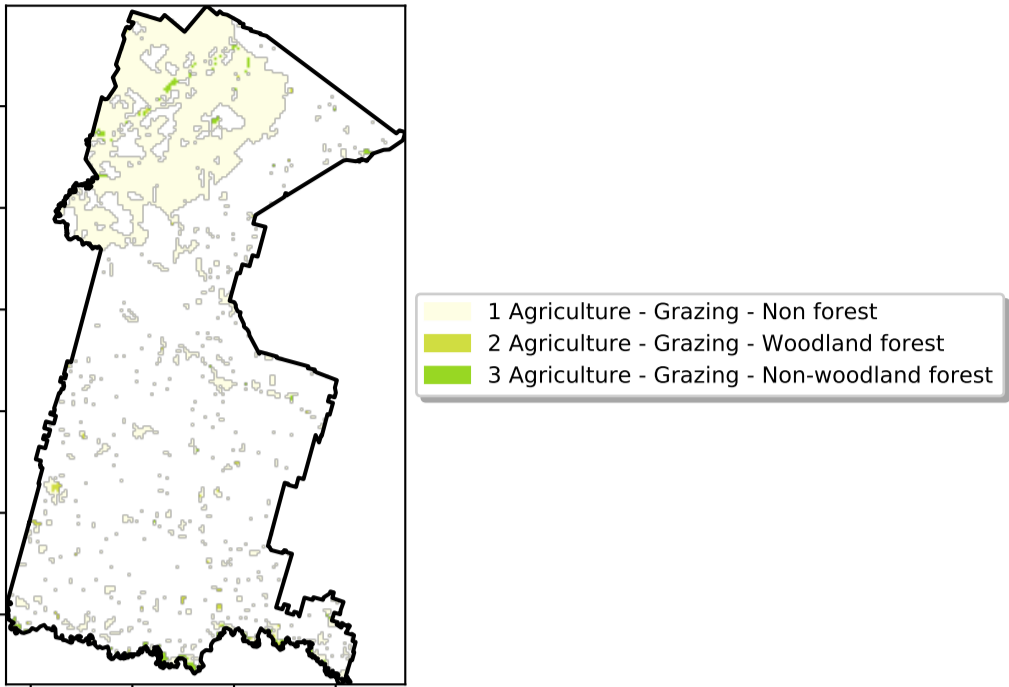 1 Agriculture - Grazing - Non forest
2 Agriculture - Grazing - Woodland forest
3 Agriculture - Grazing - Non-woodland forest